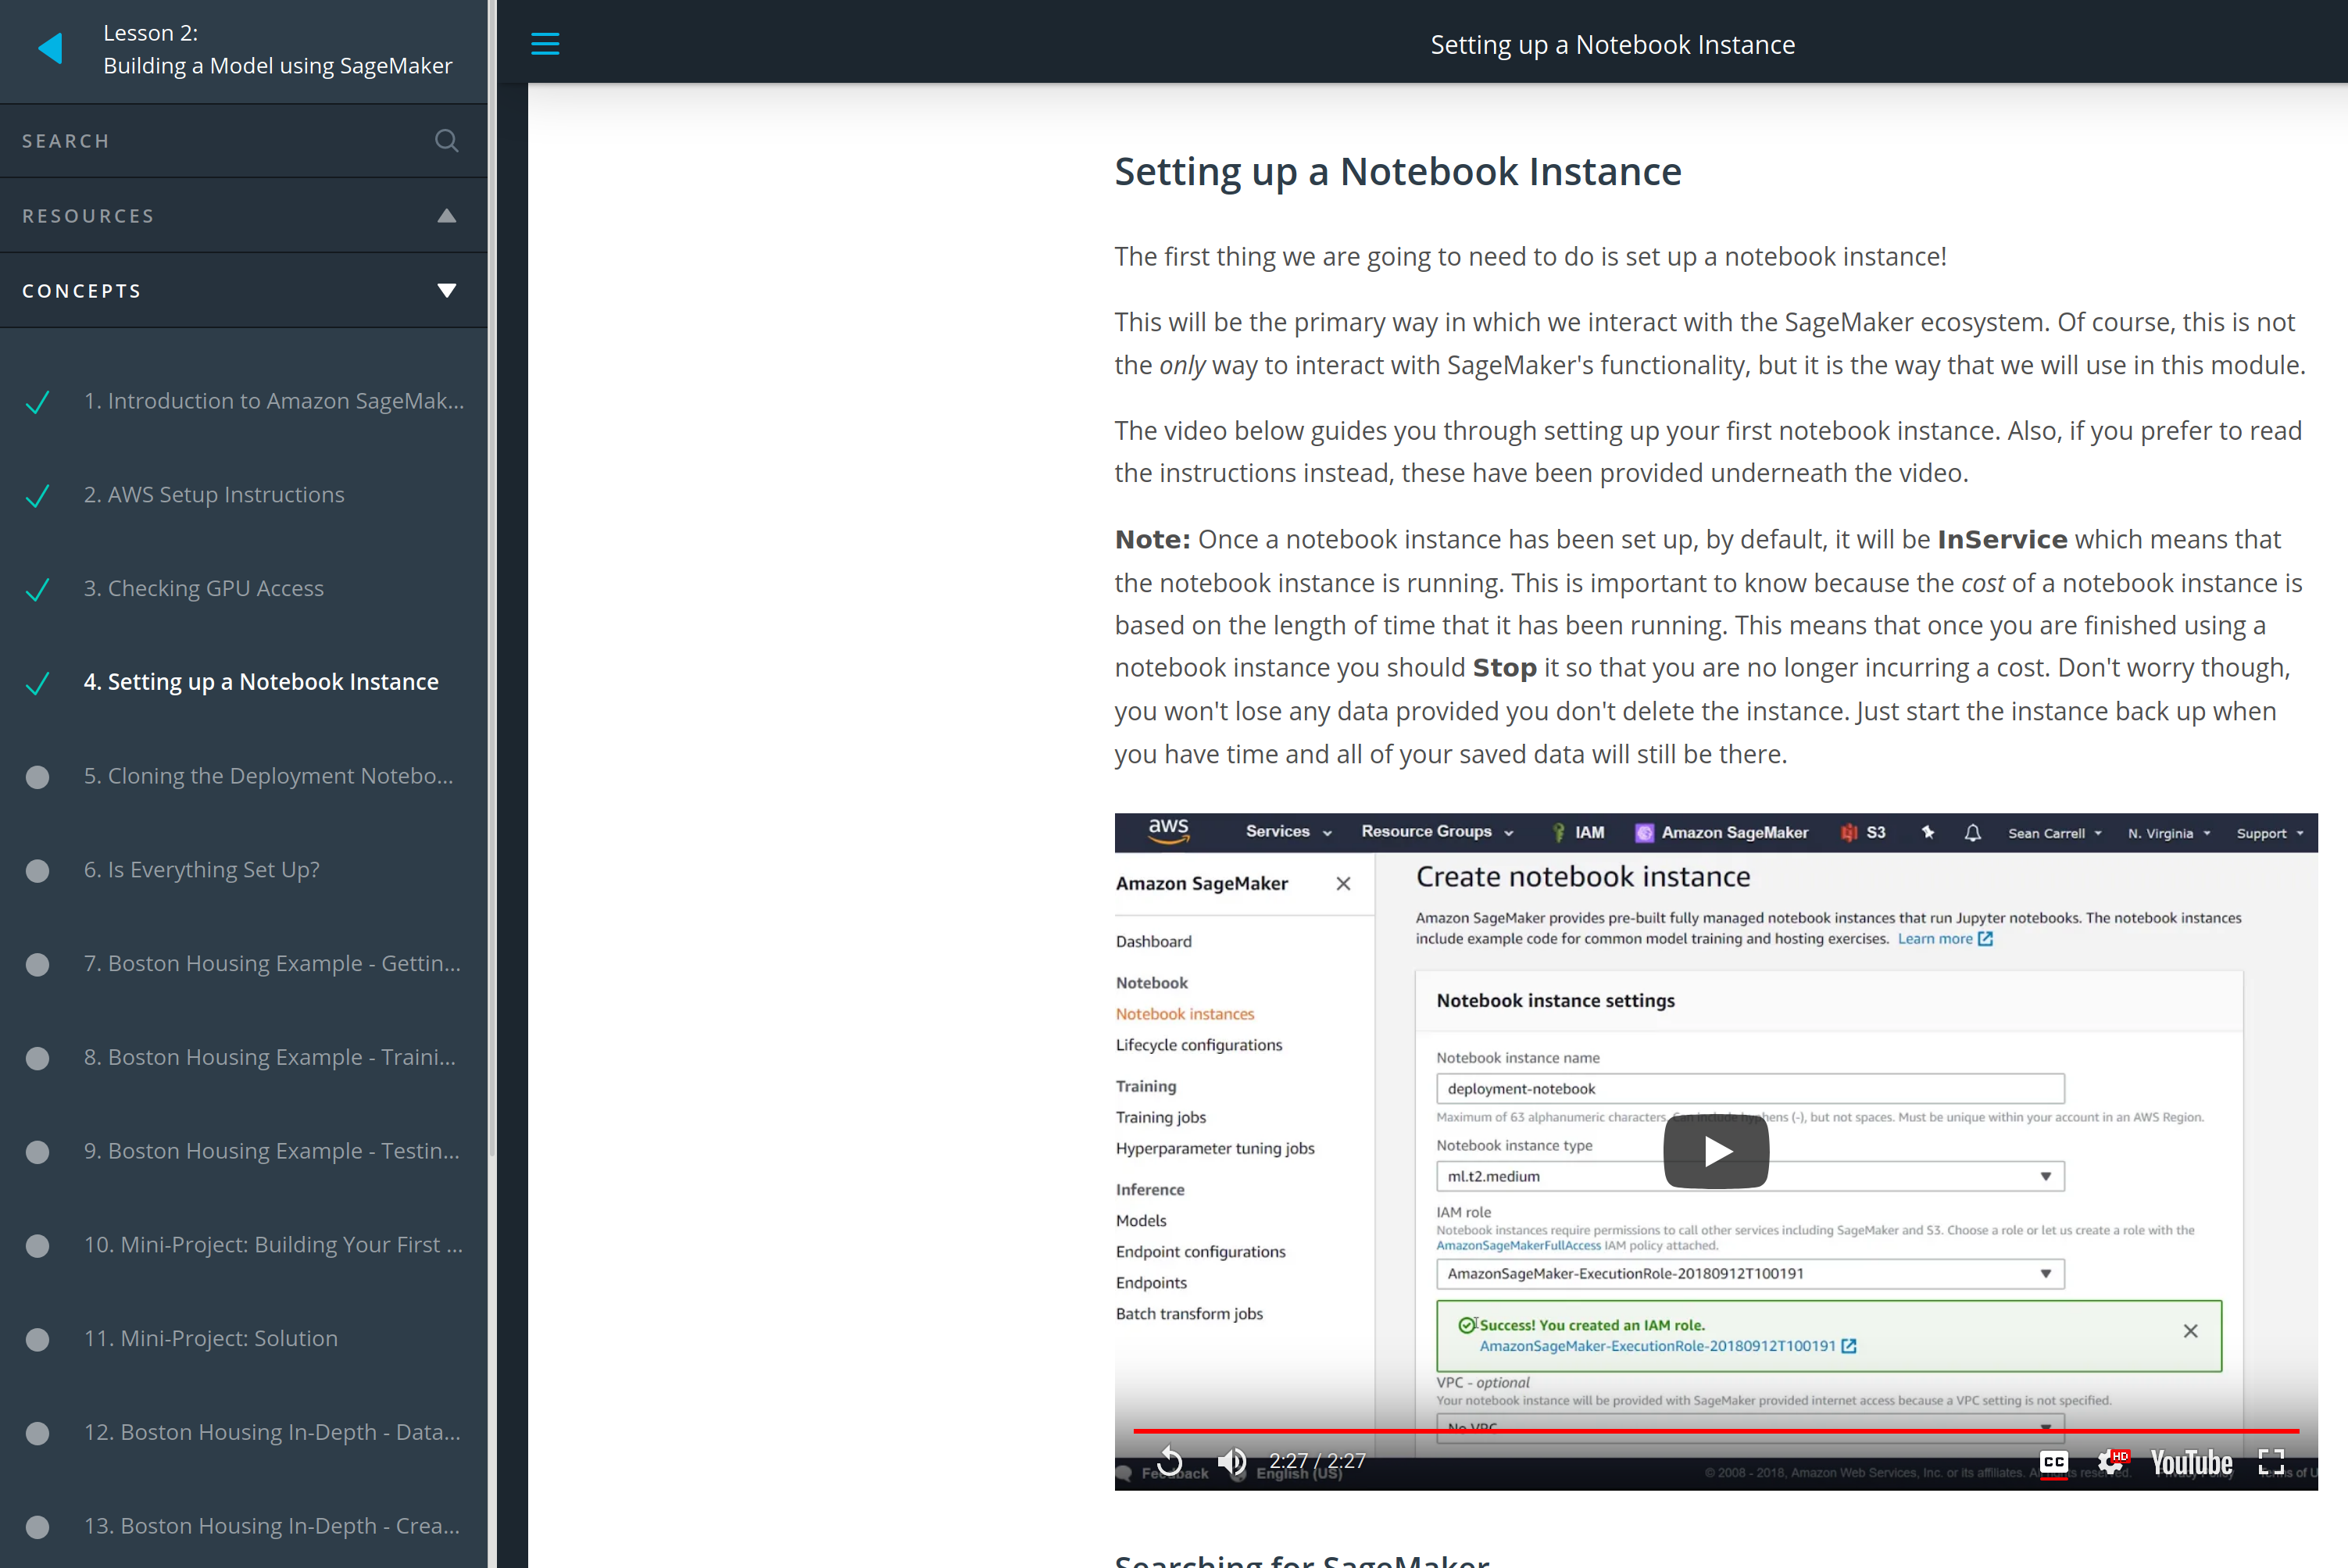 Lesson 2:
Building a Model using SageMaker
SEARCH
RESOURCES
CONCEPTS
1. Introduction to Amazon SageMak...
2. AWS Setup Instructions
3. Checking GPU Access
4. Setting up a Notebook Instance
5. Cloning the Deployment Notebo...
6. Is Everything Set Up?
7. Boston Housing Example - Gettin...
8. Boston Housing Example - Traini...
9. Boston Housing Example - Testin...
10. Mini-Project: Building Your First ...
11. Mini-Project: Solution
12. Boston Housing In-Depth - Data...
13. Boston Housing In-Depth - Crea...
Setting up a Notebook Instance
Setting up a Notebook Instance
The first thing we are going to need to do is set up a notebook instance!
This will be the primary way in which we interact with the SageMaker ecosystem. Of course, this is not
the only way to interact with SageMaker's functionality, but it is the way that we will use in this module.
The video below guides you through setting up your first notebook instance. Also, if you prefer to read
the instructions instead, these have been provided underneath the video.
Note: Once a notebook instance has been set up, by default, it will be InService which means that
the notebook instance is running. This is important to know because the cost of a notebook instance is
based on the length of time that it has been running. This means that once you are finished using a
notebook instance you should Stop it so that you are no longer incurring a cost. Don't worry though,
you won't lose any data provided you don't delete the instance. Just start the instance back up when
you have time and all of your saved data will still be there.
aws Services Resource Groups IAM Amazon SageMaker S3 Sean Carrell N. Virginia Support
Amazon SageMaker
Dashboard
Notebook
Notebook instances
Lifecycle configurations
Training
Training jobs
Hyperparameter tuning jobs
Inference
Models
Endpoint configurations
Endpoints
Batch transform jobs
Create notebook instance
Amazon SageMaker provides pre-built fully managed notebook instances that run Jupyter notebooks. The notebook instances
include example code for common model training and hosting exercises. Learn more
Notebook instance settings
Notebook instance name
deployment-notebook
Maximum of 63 alphanumeric characters. Can include hyphens (-), but not spaces. Must be unique within your account in an AWS Region.
Notebook instance type
ml.t2.medium
IAM role
Notebook instances require permissions to call other services including SageMaker and S3. Choose a role or let us create a role with the
AmazonSageMakerFullAccess IAM policy attached.
AmazonSageMaker-ExecutionRole-20180912T100191
Success! You created an IAM role.
AmazonSageMaker-ExecutionRole-20180912T100191
VPC - optional
Your notebook instance will be provided with SageMaker provided internet access because a VPC setting is not specified.
No VPC
2:27 / 2:27
CC HD YouTube
Feedback English (US) © 2008 - 2018, Amazon Web Services, Inc. or its affiliates. All rights reserved.
Searching for SageMaker